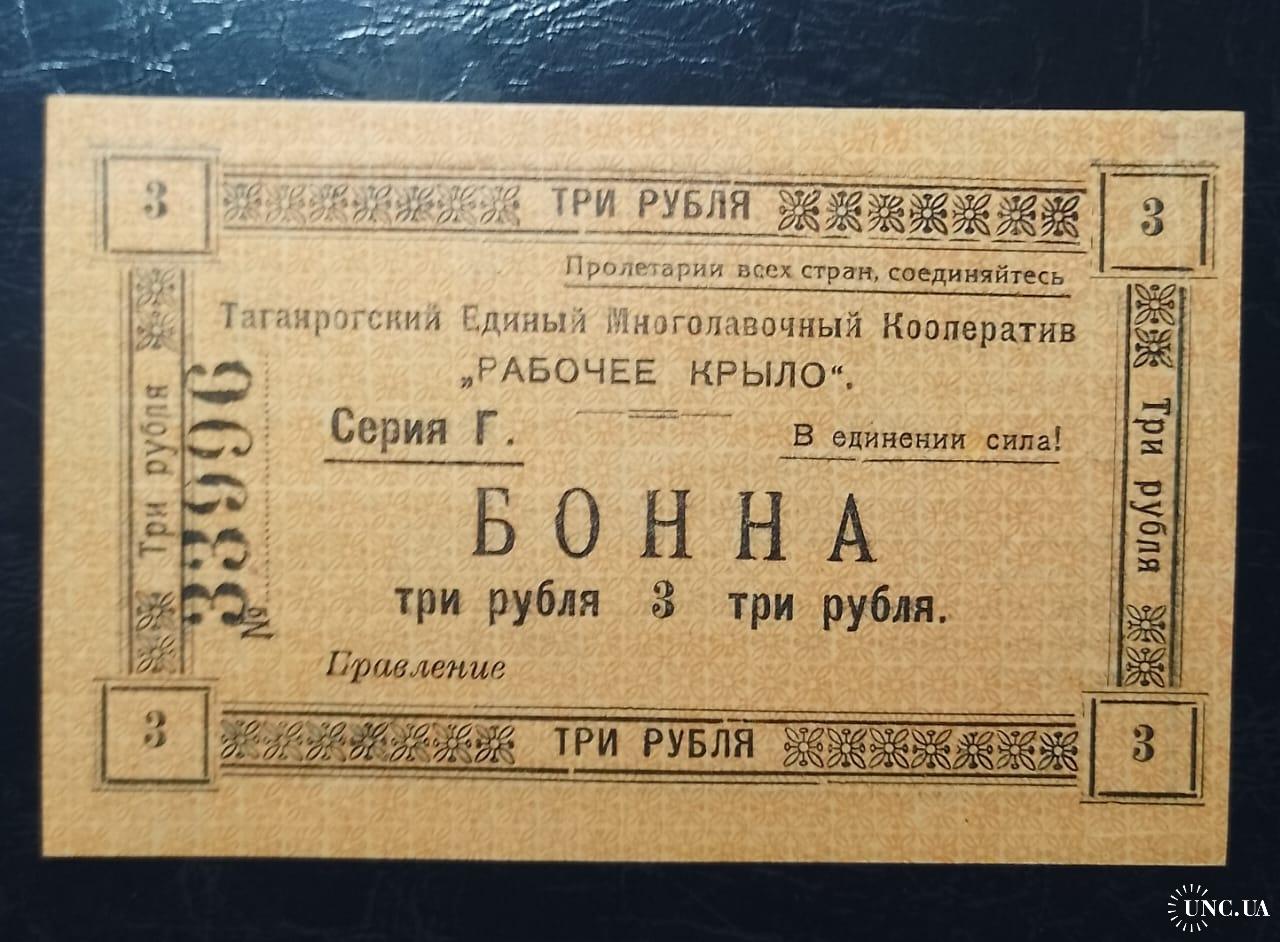 3 ТРИ РУБЛЯ 3
Пролетарии всех стран, соединяйтесь
Таганрогский Единый Многолавочный Кооператив
„РАБОЧЕЕ КРЫЛО“.
Серия Г.
В единении сила!
БОННА
три рубля 3 три рубля.
Правление
Три рубля
№ 33996
Три рубля
3 ТРИ РУБЛЯ 3
UNC.UA